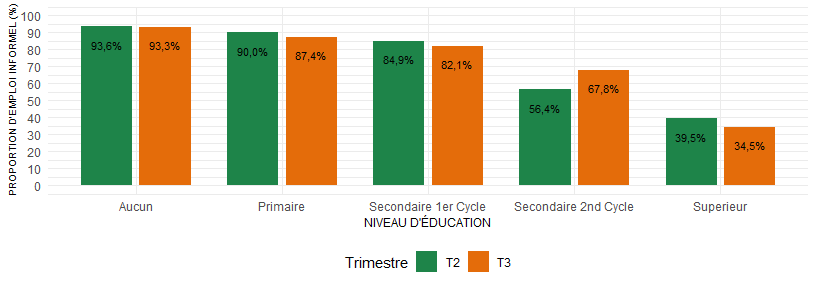 PROPORTION D'EMPLOI INFORMEL (%)
100
90
80
70
60
50
40
30
20
10
0
93,6%
93,3%
90,0%
87,4%
84,9%
82,1%
56,4%
67,8%
39,5%
34,5%
Aucun
Primaire
Secondaire 1er Cycle
Secondaire 2nd Cycle
Superieur
NIVEAU D'ÉDUCATION
Trimestre T2 T3